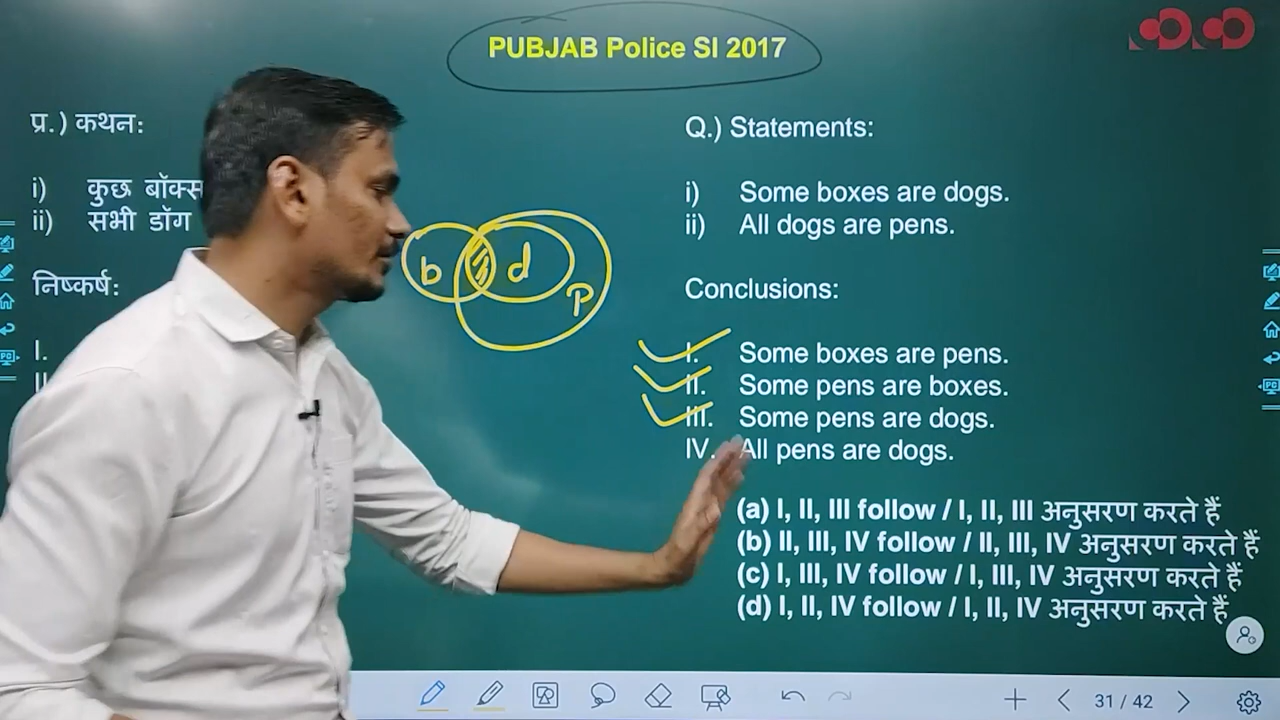 PUBJAB Police SI 2017
प्र.) कथन:
i) कुछ बॉक्स
ii) सभी डॉग
निष्कर्ष:
I.
b d p
Q.) Statements:
i) Some boxes are dogs.
ii) All dogs are pens.
Conclusions:
I. Some boxes are pens.
II. Some pens are boxes.
III. Some pens are dogs.
IV. All pens are dogs.
(a) I, II, III follow / I, II, III अनुसरण करते हैं
(b) II, III, IV follow / II, III, IV अनुसरण करते हैं
(c) I, III, IV follow / I, III, IV अनुसरण करते हैं
(d) I, II, IV follow / I, II, IV अनुसरण करते हैं
31 / 42